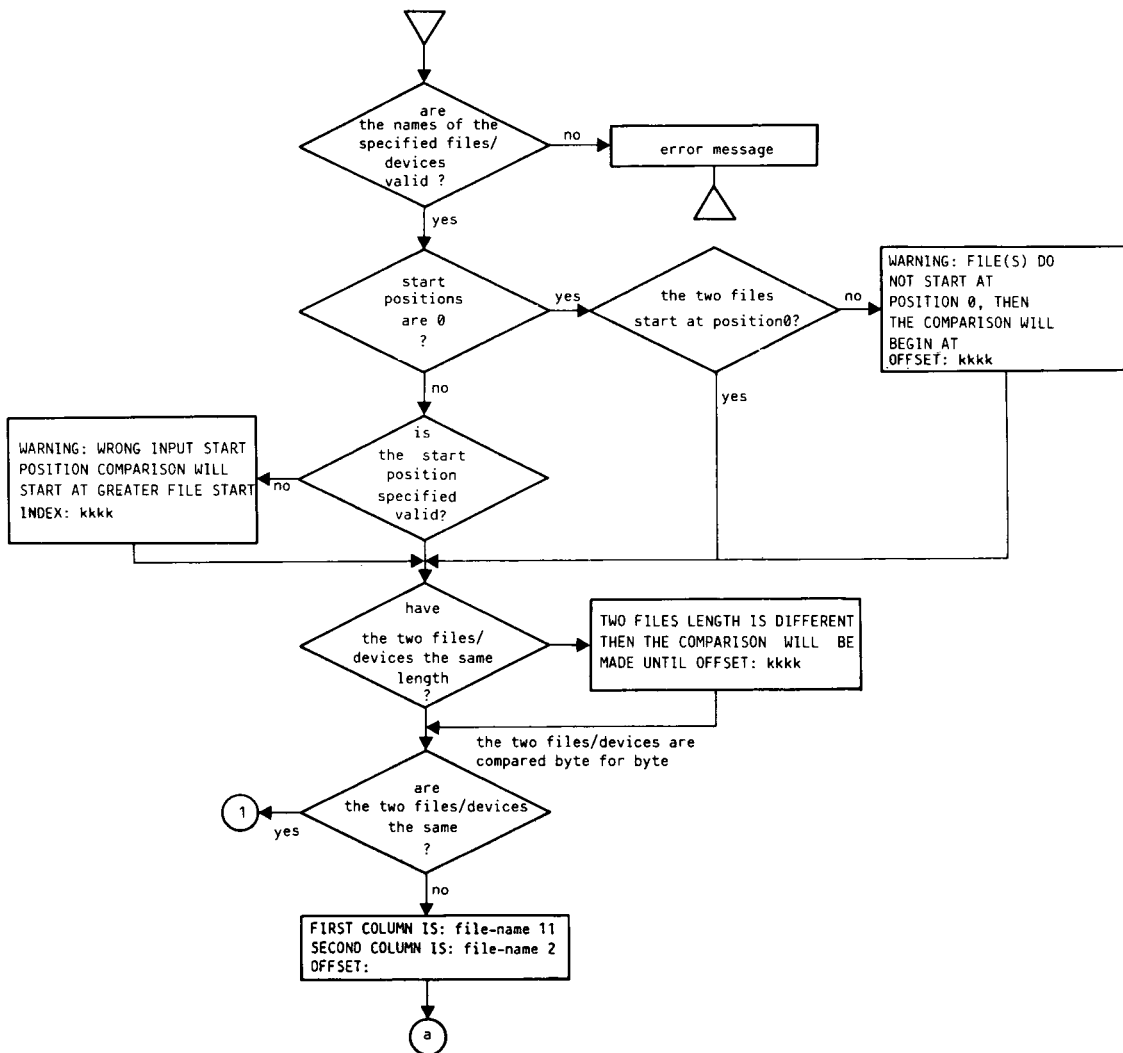 are
the names of the
specified files/
devices
valid ?
no
error message
yes
start
positions
are 0
?
yes
the two files
start at position0?
no
WARNING: FILE(S) DO
NOT START AT
POSITION 0, THEN
THE COMPARISON WILL
BEGIN AT
OFFSET: kkkk
no
yes
WARNING: WRONG INPUT START
POSITION COMPARISON WILL
START AT GREATER FILE START
INDEX: kkkk
no
is
the start
position
specified
valid?
have
the two files/
devices the same
length
?
TWO FILES LENGTH IS DIFFERENT
THEN THE COMPARISON WILL BE
MADE UNTIL OFFSET: kkkk
the two files/devices are
compared byte for byte
are
the two files/devices
the same
?
1
yes
no
FIRST COLUMN IS: file-name 11
SECOND COLUMN IS: file-name 2
OFFSET:
a